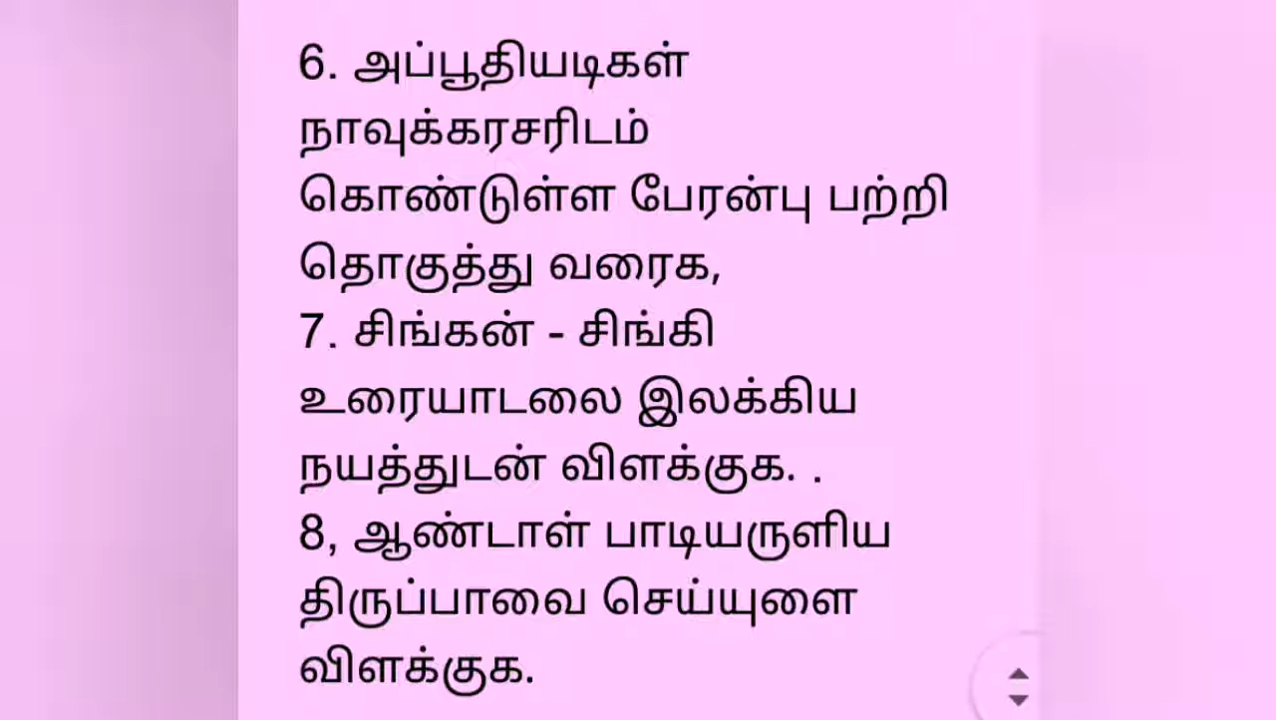 6. அப்பூதியடிகள்
நாவுக்கரசரிடம்
கொண்டுள்ள பேரன்பு பற்றி
தொகுத்து வரைக,
7. சிங்கன் - சிங்கி
உரையாடலை இலக்கிய
நயத்துடன் விளக்குக. .
8, ஆண்டாள் பாடியருளிய
திருப்பாவை செய்யுளை
விளக்குக.